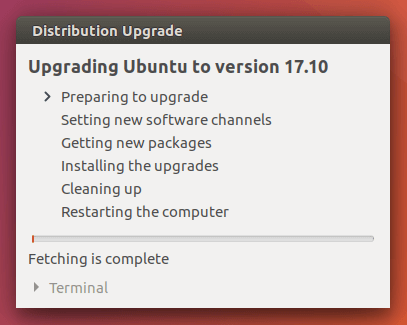 Distribution Upgrade
Upgrading Ubuntu to version 17.10
Preparing to upgrade
Setting new software channels
Getting new packages
Installing the upgrades
Cleaning up
Restarting the computer
Fetching is complete
Terminal